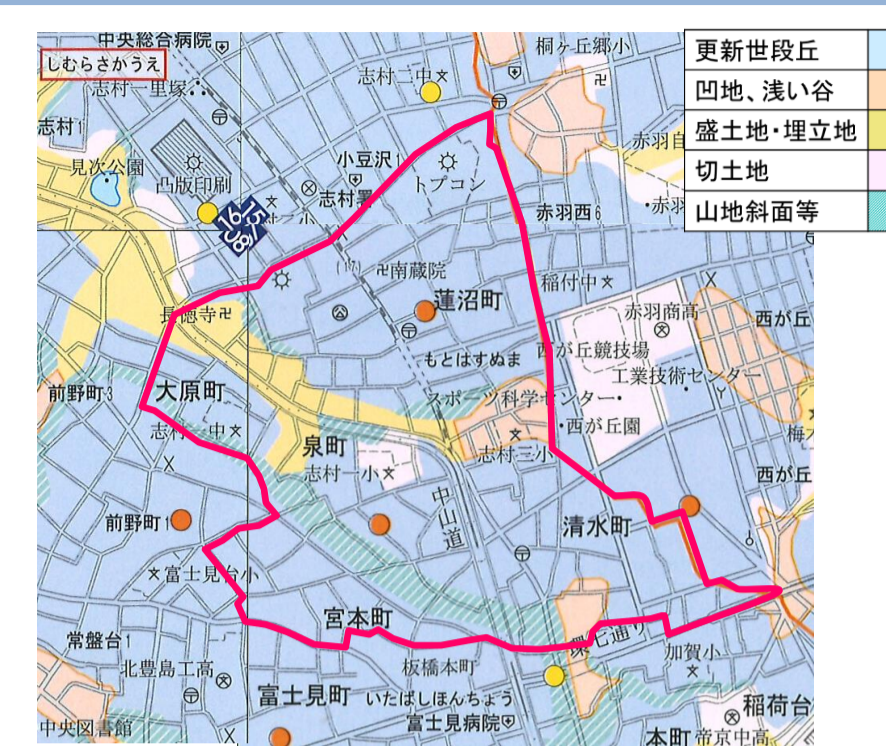 中央総合病院
しむらさかうえ
志村一里塚
志村1
見次公園
凸版印刷
志村二中
小豆沢1
志村署
トプコン
桐ヶ丘郷小
赤羽西6
更新世段丘
凹地、浅い谷
盛土地・埋立地
切土地
山地斜面等
(17)
南蔵院
蓮沼町
稲付中
長徳寺
もとはすぬま
西が丘競技場
赤羽商高
西が丘
工業技術センター
前野町3
大原町
志村一中
スポーツ科学センター
西が丘園
泉町
志村一小
志村三小
西が丘
中山道
清水町
前野町1
富士見台小
宮本町
環七通り
加賀小
常盤台1
北豊島工高
板橋本町
富士見町
いたばしほんちょう
富士見病院
稲荷台
中央図書館
本町
帝京中高